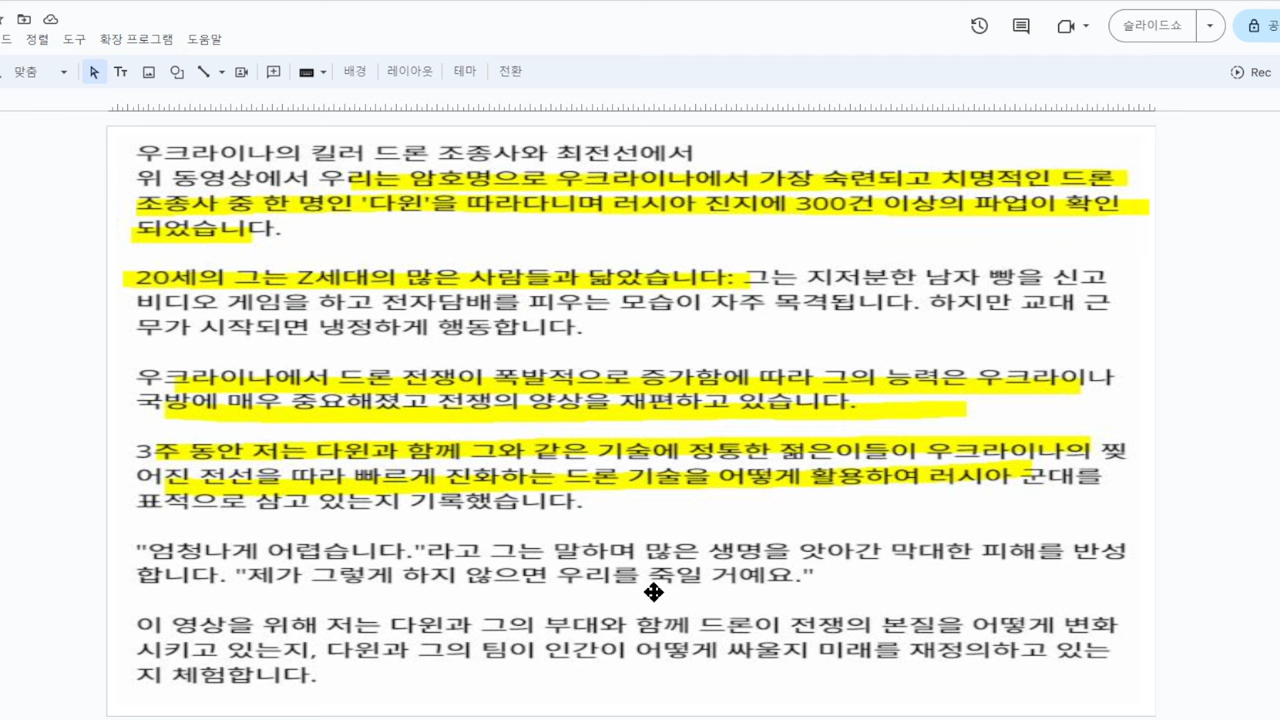 드 정렬 도구 확장 프로그램 도움말
슬라이드쇼
공
맞춤 Tт 배경 레이아웃 테마 전환 Rec
우크라이나의 킬러 드론 조종사와 최전선에서
위 동영상에서 우리는 암호명으로 우크라이나에서 가장 숙련되고 치명적인 드론
조종사 중 한 명인 '다윈'을 따라다니며 러시아 진지에 300건 이상의 파업이 확인
되었습니다.
20세의 그는 Z세대의 많은 사람들과 닮았습니다: 그는 지저분한 남자 빵을 신고
비디오 게임을 하고 전자담배를 피우는 모습이 자주 목격됩니다. 하지만 교대 근
무가 시작되면 냉정하게 행동합니다.
우크라이나에서 드론 전쟁이 폭발적으로 증가함에 따라 그의 능력은 우크라이나
국방에 매우 중요해졌고 전쟁의 양상을 재편하고 있습니다.
3주 동안 저는 다윈과 함께 그와 같은 기술에 정통한 젊은이들이 우크라이나의 찢
어진 전선을 따라 빠르게 진화하는 드론 기술을 어떻게 활용하여 러시아 군대를
표적으로 삼고 있는지 기록했습니다.
"엄청나게 어렵습니다."라고 그는 말하며 많은 생명을 앗아간 막대한 피해를 반성
합니다. "제가 그렇게 하지 않으면 우리를 죽일 거예요."
이 영상을 위해 저는 다윈과 그의 부대와 함께 드론이 전쟁의 본질을 어떻게 변화
시키고 있는지, 다윈과 그의 팀이 인간이 어떻게 싸울지 미래를 재정의하고 있는
지 체험합니다.